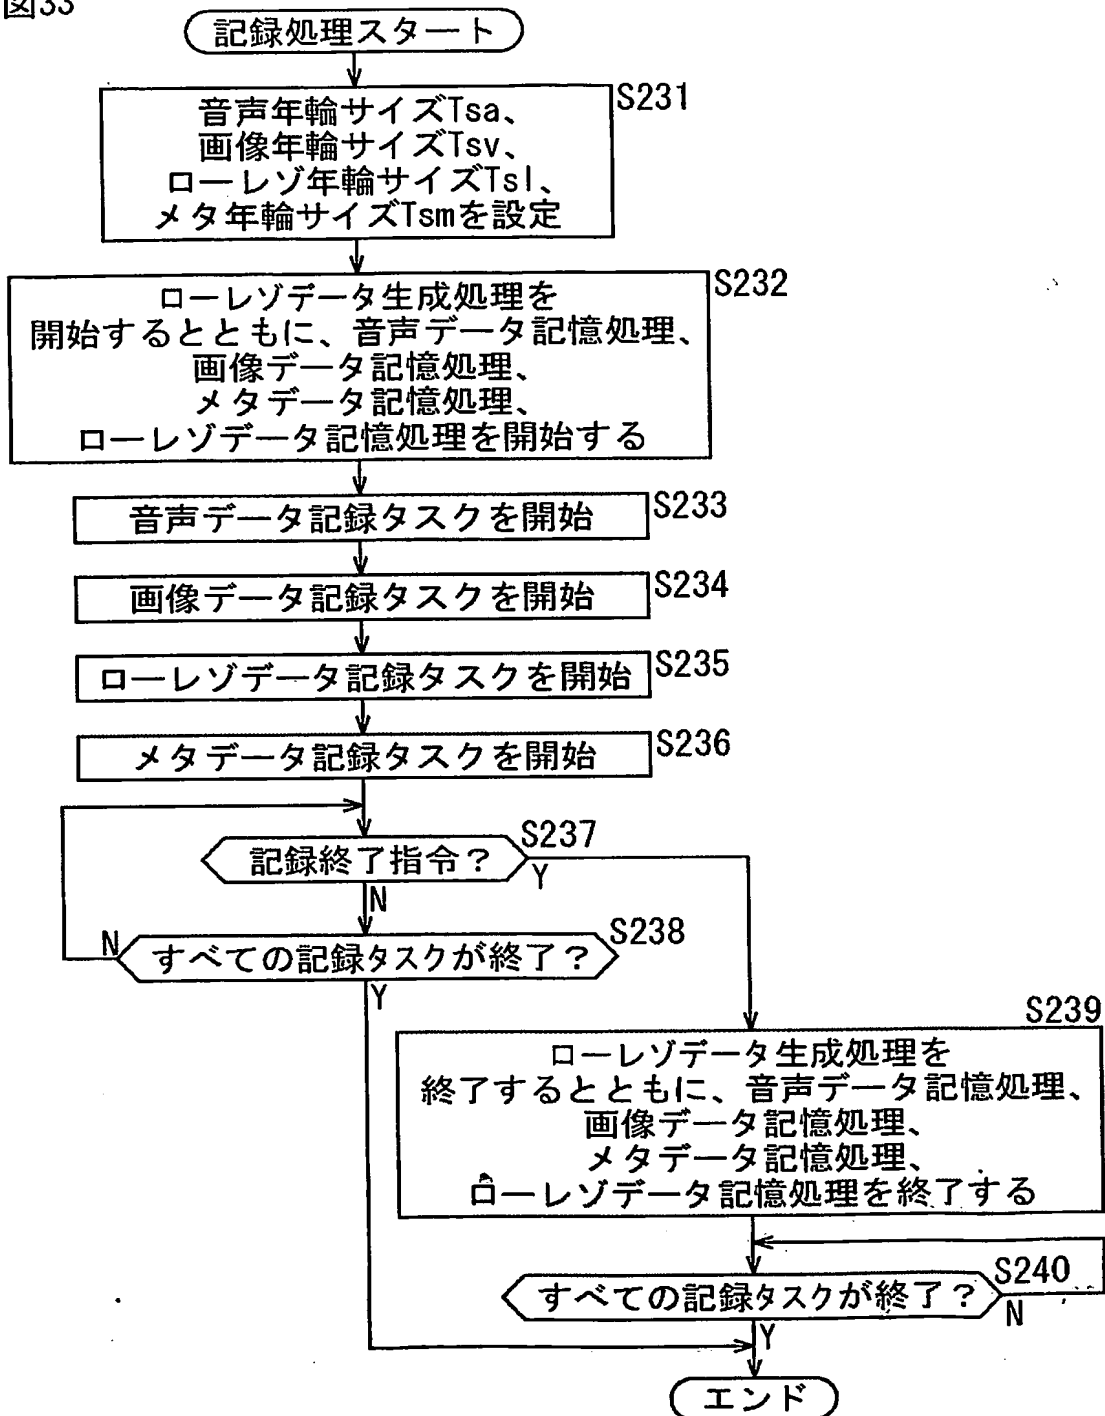 図33
記録処理スタート
S231
音声年輪サイズTsa、
画像年輪サイズTsv、
ローレゾ年輪サイズTsl、
メタ年輪サイズTsmを設定
S232
ローレゾデータ生成処理を
開始するとともに、音声データ記憶処理、
画像データ記憶処理、
メタデータ記憶処理、
ローレゾデータ記憶処理を開始する
音声データ記録タスクを開始 S233
画像データ記録タスクを開始 S234
ローレゾデータ記録タスクを開始 S235
メタデータ記録タスクを開始 S236
S237
記録終了指令？
Y
N
S238
N
すべての記録タスクが終了？
Y
S239
ローレゾデータ生成処理を
終了するとともに、音声データ記憶処理、
画像データ記憶処理、
メタデータ記憶処理、
ローレゾデータ記憶処理を終了する
S240
すべての記録タスクが終了？
N
Y
エンド